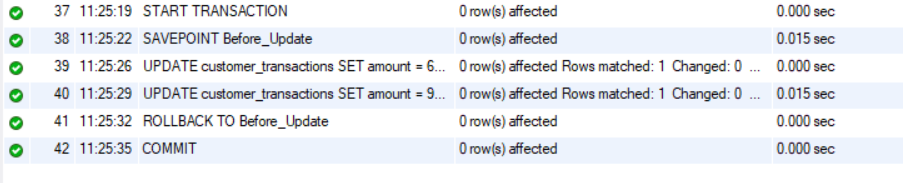 37 11:25:19 START TRANSACTION 0 row(s) affected 0.000 sec
38 11:25:22 SAVEPOINT Before_Update 0 row(s) affected 0.015 sec
39 11:25:26 UPDATE customer_transactions SET amount = 6... 0 row(s) affected Rows matched: 1 Changed: 0 ... 0.000 sec
40 11:25:29 UPDATE customer_transactions SET amount = 9... 0 row(s) affected Rows matched: 1 Changed: 0 ... 0.015 sec
41 11:25:32 ROLLBACK TO Before_Update 0 row(s) affected 0.000 sec
42 11:25:35 COMMIT 0 row(s) affected 0.000 sec